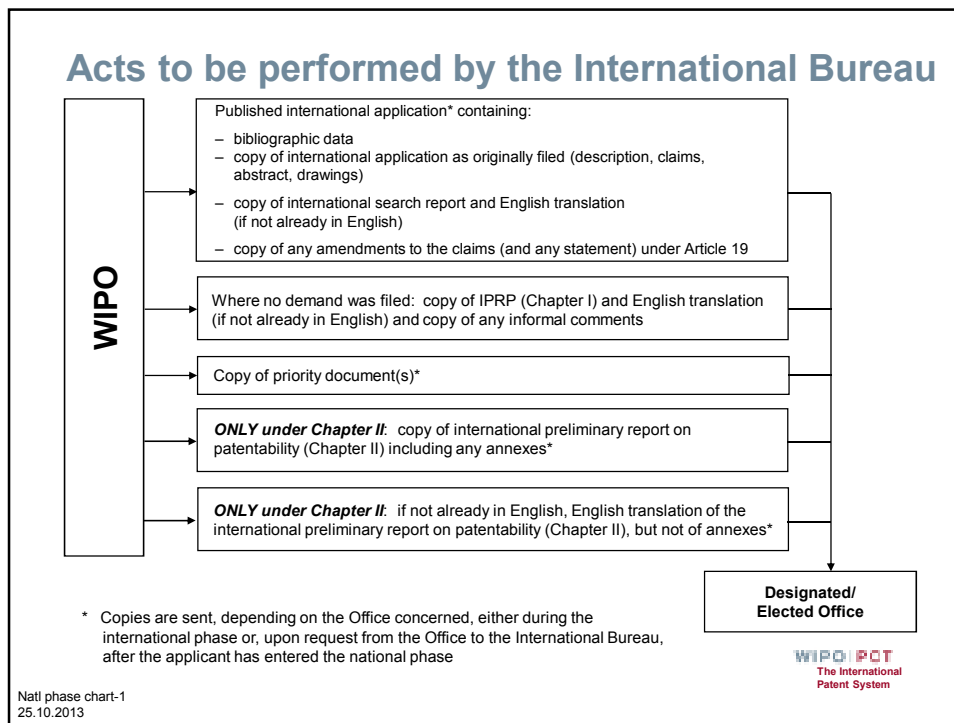 Acts to be performed by the International Bureau
WIPO
Published international application* containing:
– bibliographic data
– copy of international application as originally filed (description, claims,
abstract, drawings)
– copy of international search report and English translation
(if not already in English)
– copy of any amendments to the claims (and any statement) under Article 19
Where no demand was filed: copy of IPRP (Chapter I) and English translation
(if not already in English) and copy of any informal comments
Copy of priority document(s)*
ONLY under Chapter II: copy of international preliminary report on
patentability (Chapter II) including any annexes*
ONLY under Chapter II: if not already in English, English translation of the
international preliminary report on patentability (Chapter II), but not of annexes*
Designated/
Elected Office
* Copies are sent, depending on the Office concerned, either during the
international phase or, upon request from the Office to the International Bureau,
after the applicant has entered the national phase
WIPO|PCT
The International
Patent System
Natl phase chart-1
25.10.2013